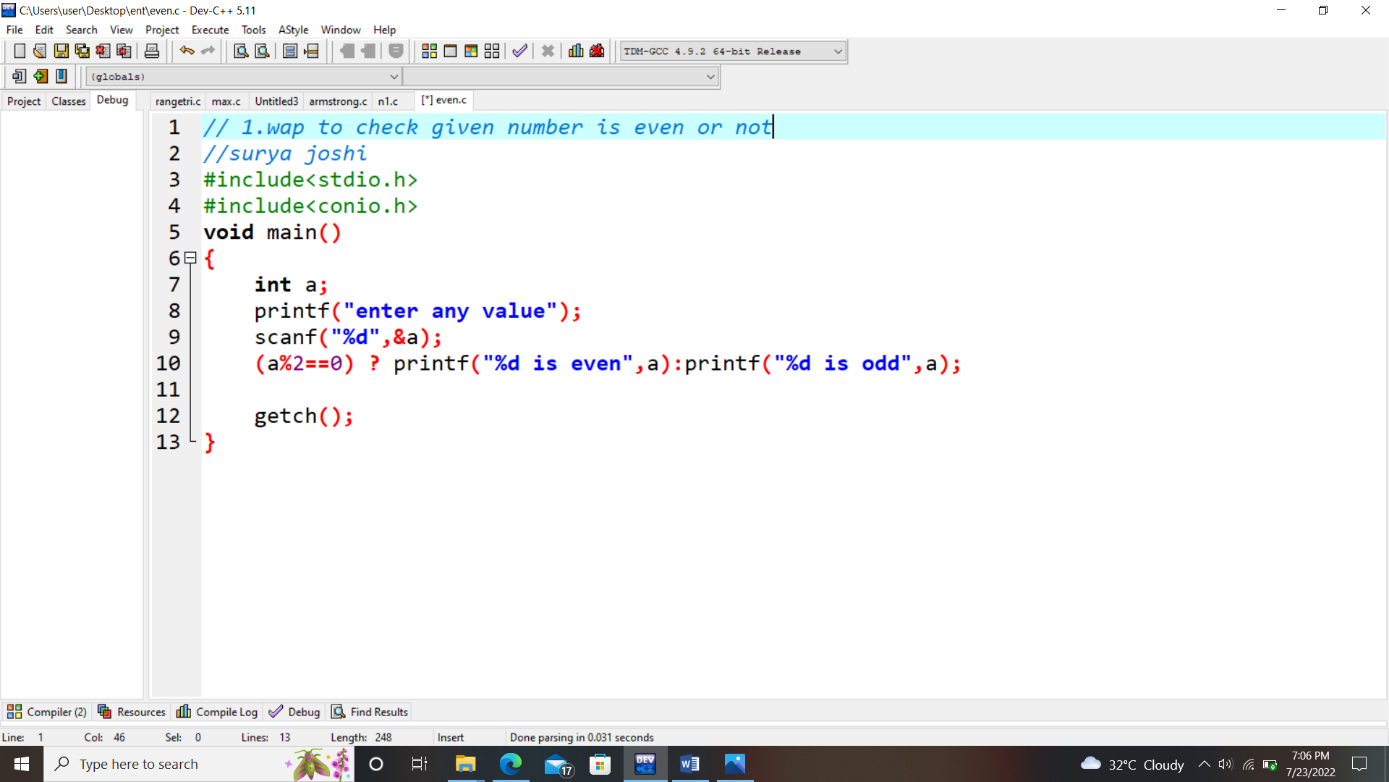 C:\Users\user\Desktop\ent\even.c - Dev-C++ 5.11
File Edit Search View Project Execute Tools AStyle Window Help
TDM-GCC 4.9.2 64-bit Release
(globals)
Project Classes Debug rangetri.c max.c Untitled3 armstrong.c n1.c [*] even.c
1 // 1.wap to check given number is even or not
2 //surya joshi
3 #include<stdio.h>
4 #include<conio.h>
5 void main()
6 {
7 int a;
8 printf("enter any value");
9 scanf("%d",&a);
10 (a%2==0) ? printf("%d is even",a):printf("%d is odd",a);
11
12 getch();
13 }
Compiler (2) Resources Compile Log Debug Find Results
Line: 1 Col: 46 Sel: 0 Lines: 13 Length: 248 Insert Done parsing in 0.031 seconds
Type here to search 17 DEV 32°C Cloudy 7:06 PM
7/23/2022